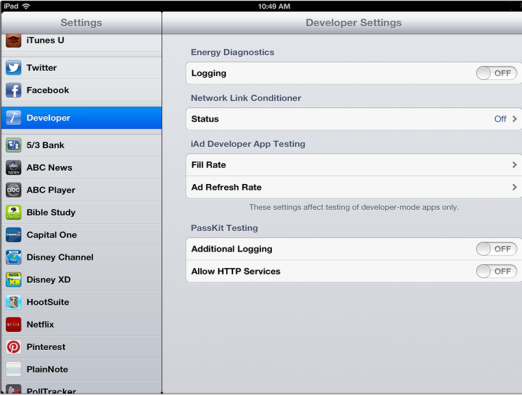 iPad 10:49 AM
Settings
iTunes U
Twitter
Facebook
Developer
5/3 Bank
ABC News
ABC Player
Bible Study
Capital One
Disney Channel
Disney XD
HootSuite
Netflix
Pinterest
PlainNote
PollTracker
Developer Settings
Energy Diagnostics
Logging OFF
Network Link Conditioner
Status Off
iAd Developer App Testing
Fill Rate
Ad Refresh Rate
These settings affect testing of developer-mode apps only.
PassKit Testing
Additional Logging OFF
Allow HTTP Services OFF